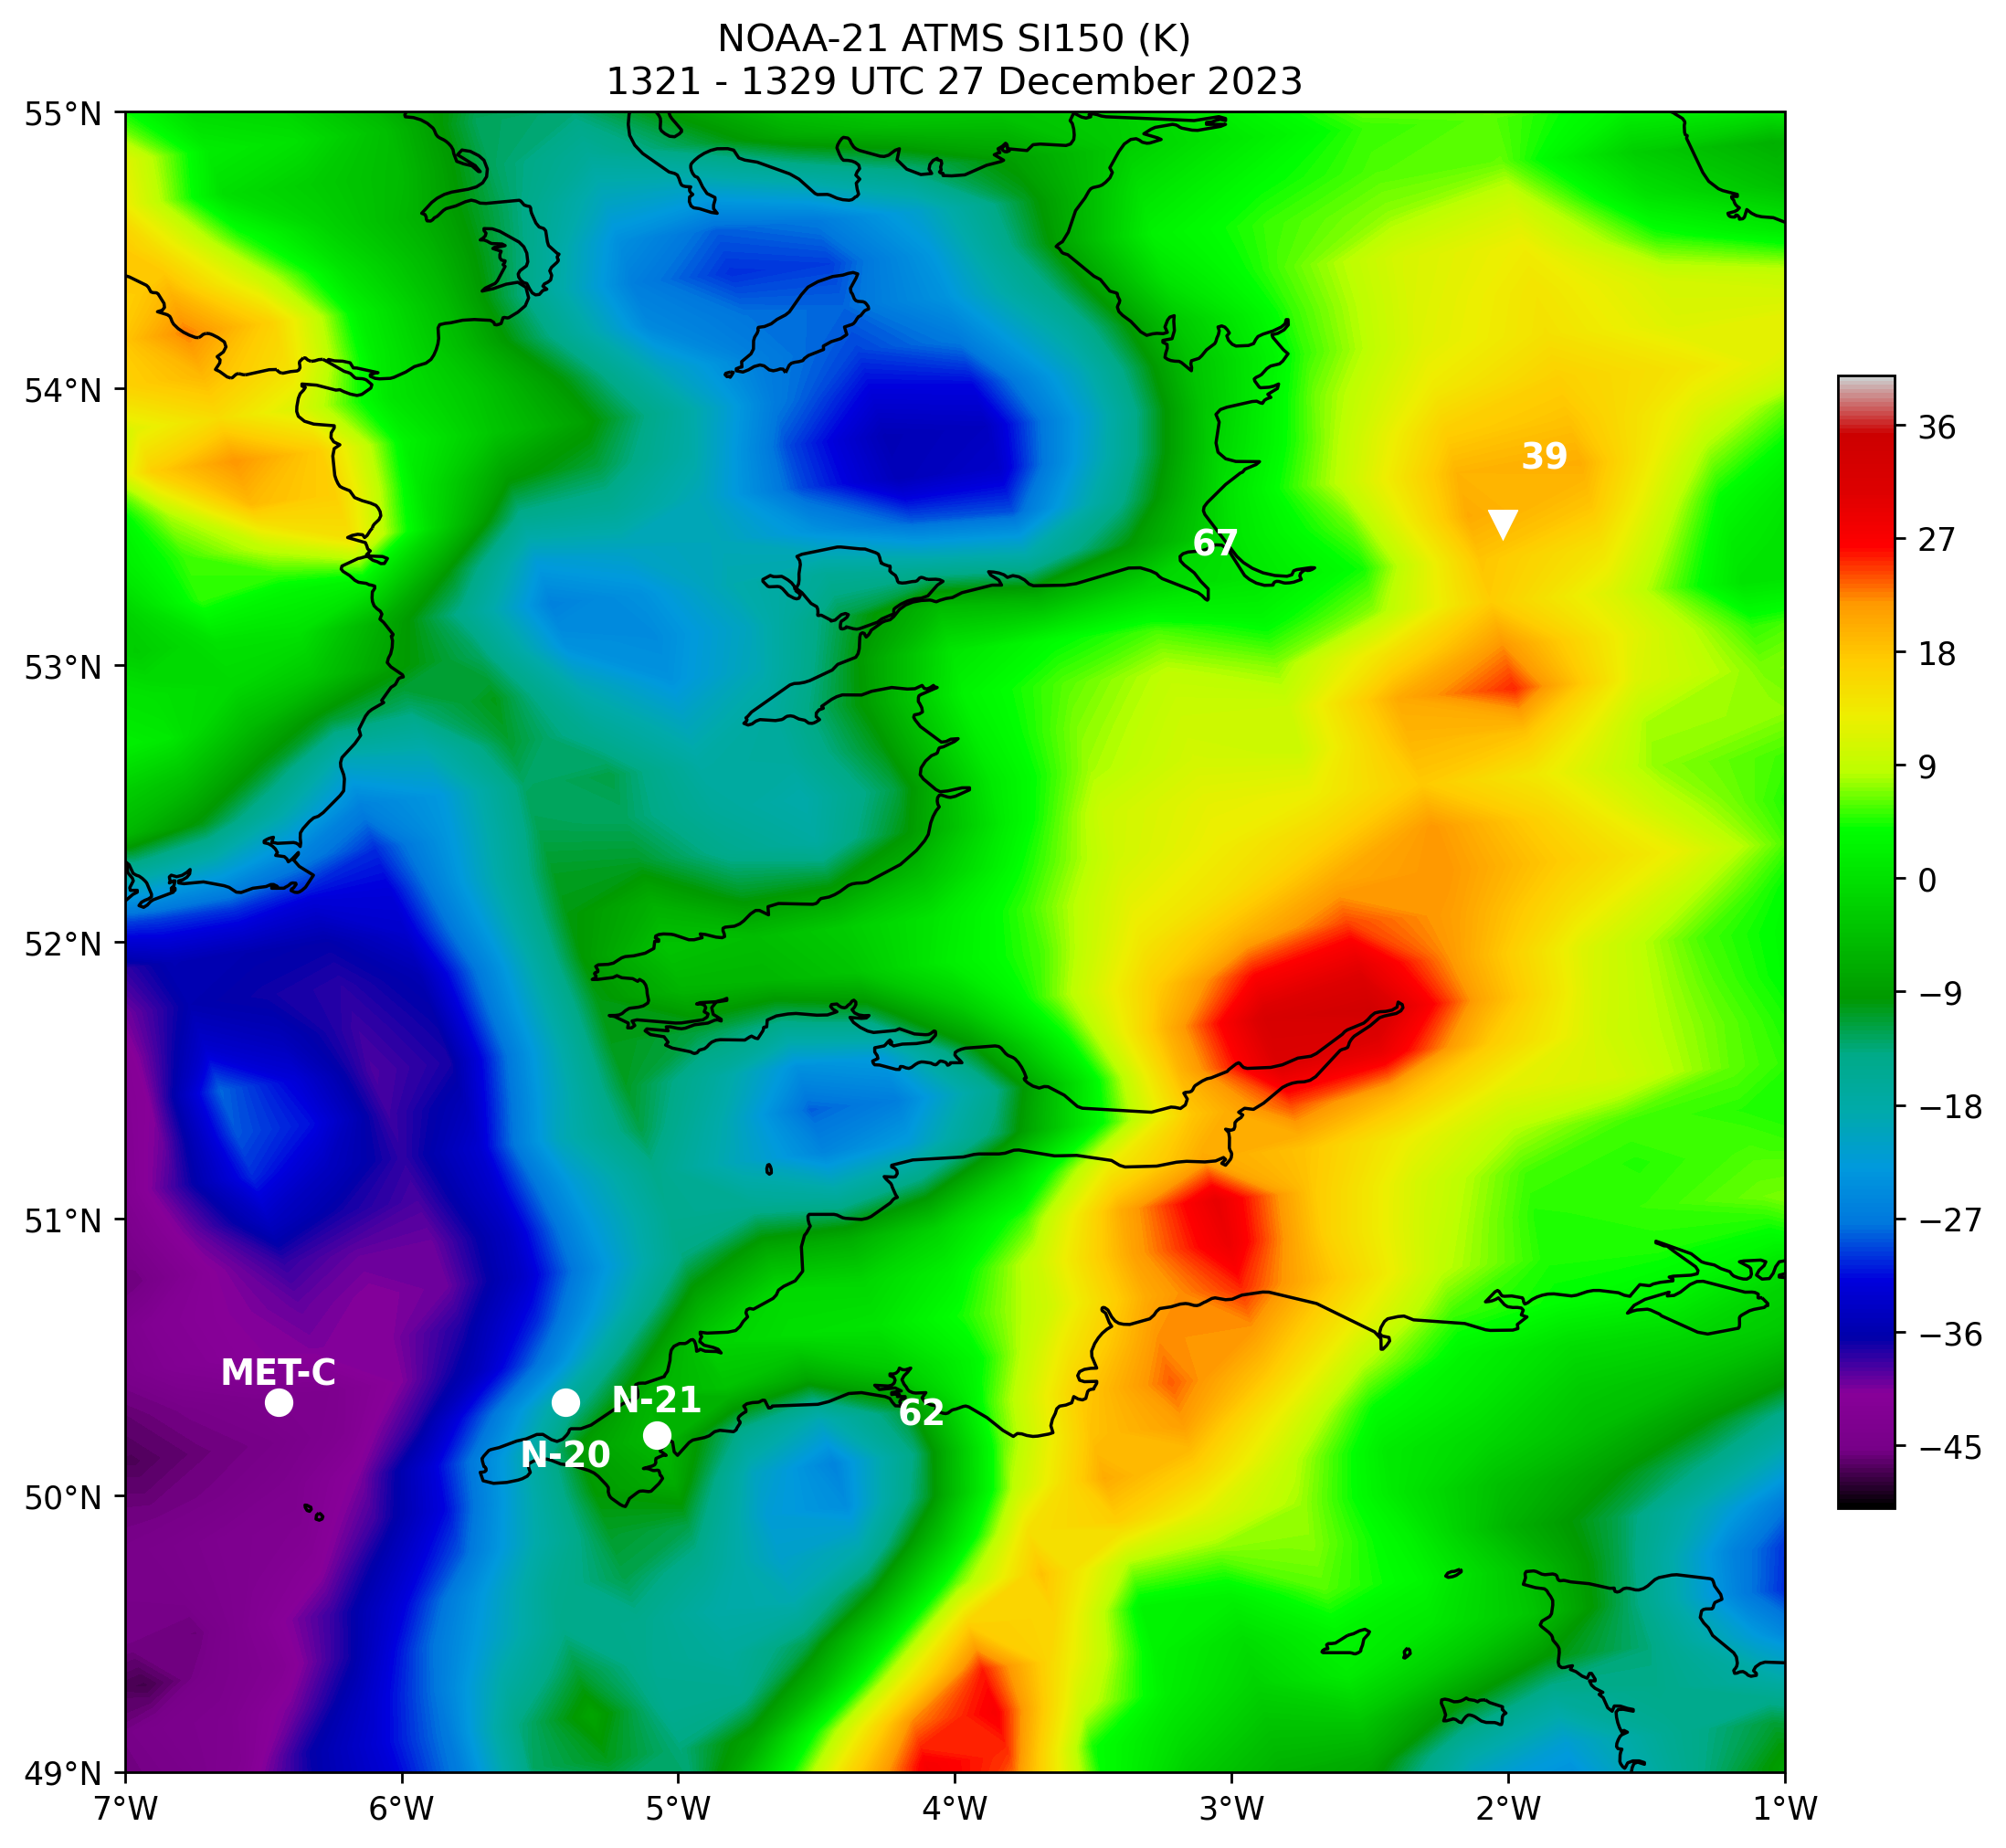 NOAA-21 ATMS SI150 (K)
1321 - 1329 UTC 27 December 2023
55°N
54°N
53°N
52°N
51°N
50°N
49°N
7°W
6°W
5°W
4°W
3°W
2°W
1°W
39
67
MET-C
N-21
62
N-20
36
27
18
9
0
−9
−18
−27
−36
−45